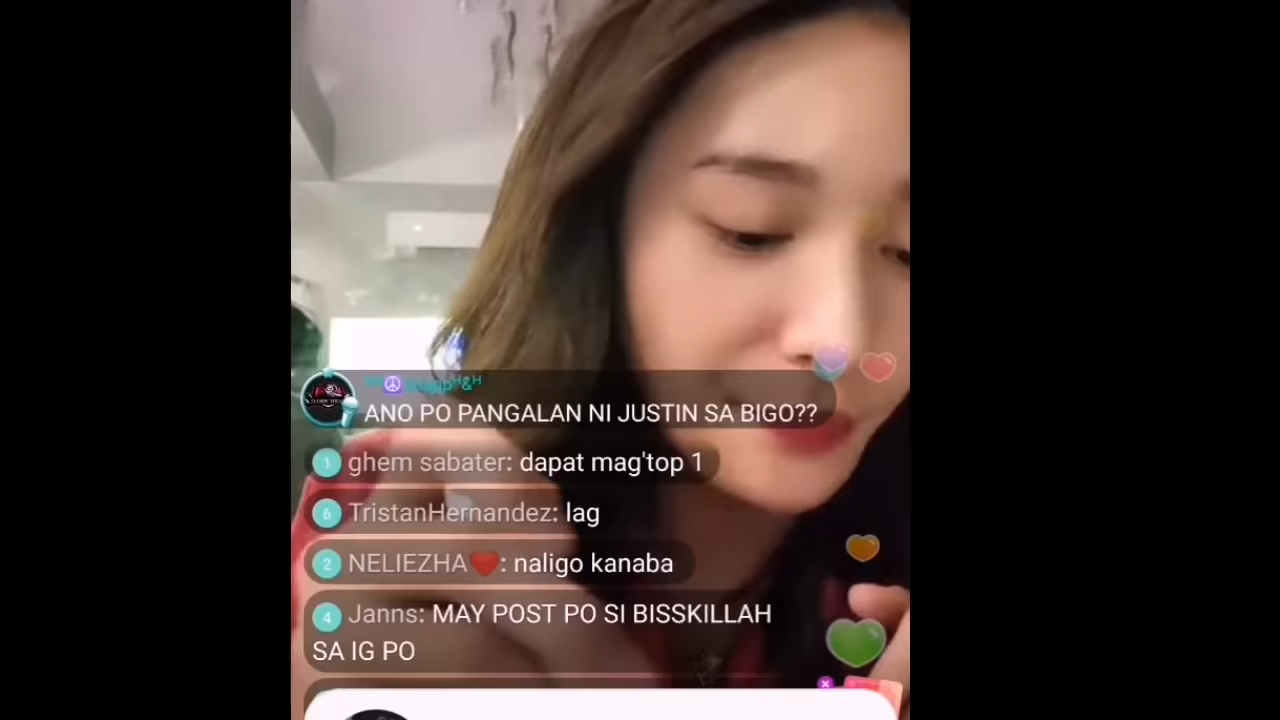 ANO PO PANGALAN NI JUSTIN SA BIGO??
1 ghem sabater: dapat mag'top 1
6 TristanHernandez: lag
2 NELIEZHA❤️: naligo kanaba
4 Janns: MAY POST PO SI BISSKILLAH
SA IG PO